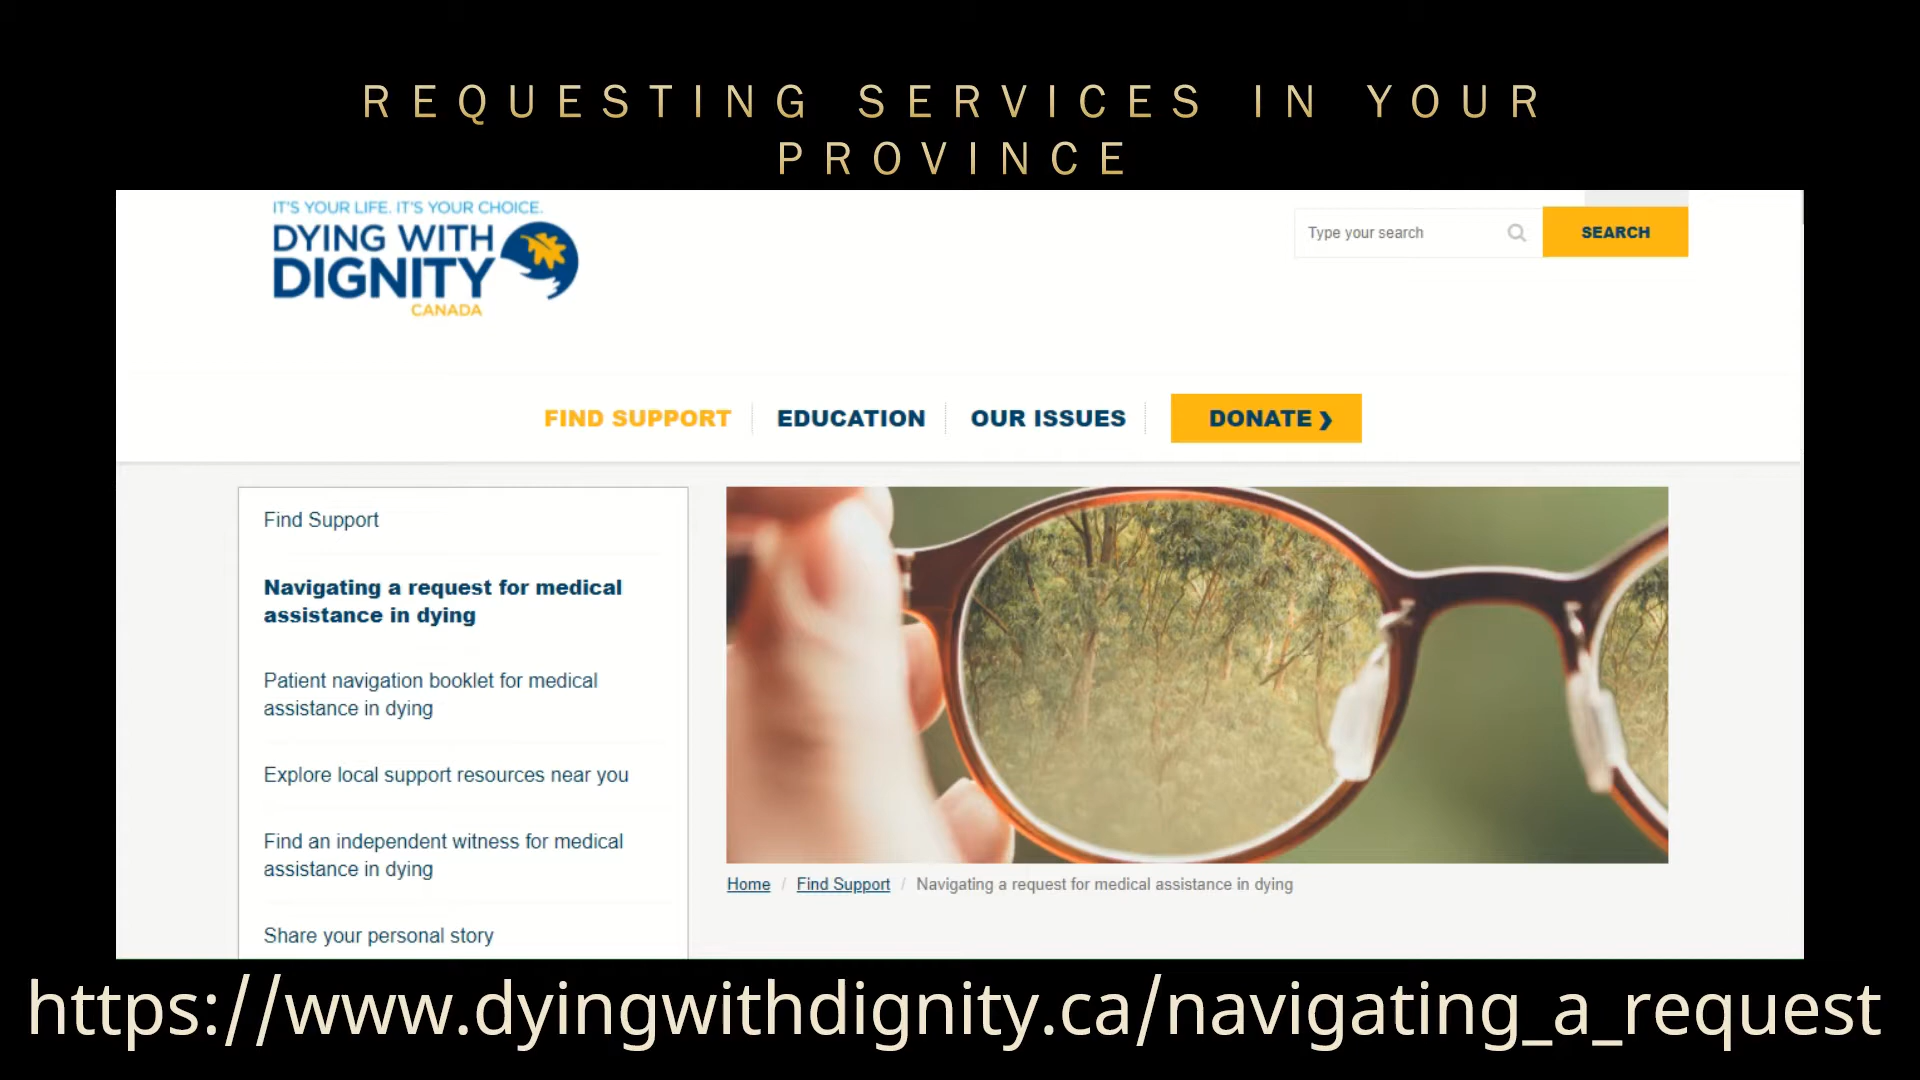 REQUESTING SERVICES IN YOUR
PROVINCE
IT'S YOUR LIFE. IT'S YOUR CHOICE.
DYING WITH
DIGNITY
CANADA
Type your search
SEARCH
FIND SUPPORT
EDUCATION
OUR ISSUES
DONATE ❯
Find Support
Navigating a request for medical
assistance in dying
Patient navigation booklet for medical
assistance in dying
Explore local support resources near you
Find an independent witness for medical
assistance in dying
Share your personal story
Home / Find Support / Navigating a request for medical assistance in dying
https://www.dyingwithdignity.ca/navigating_a_request